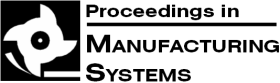 Proceedings in
MANUFACTURING
SYSTEMS